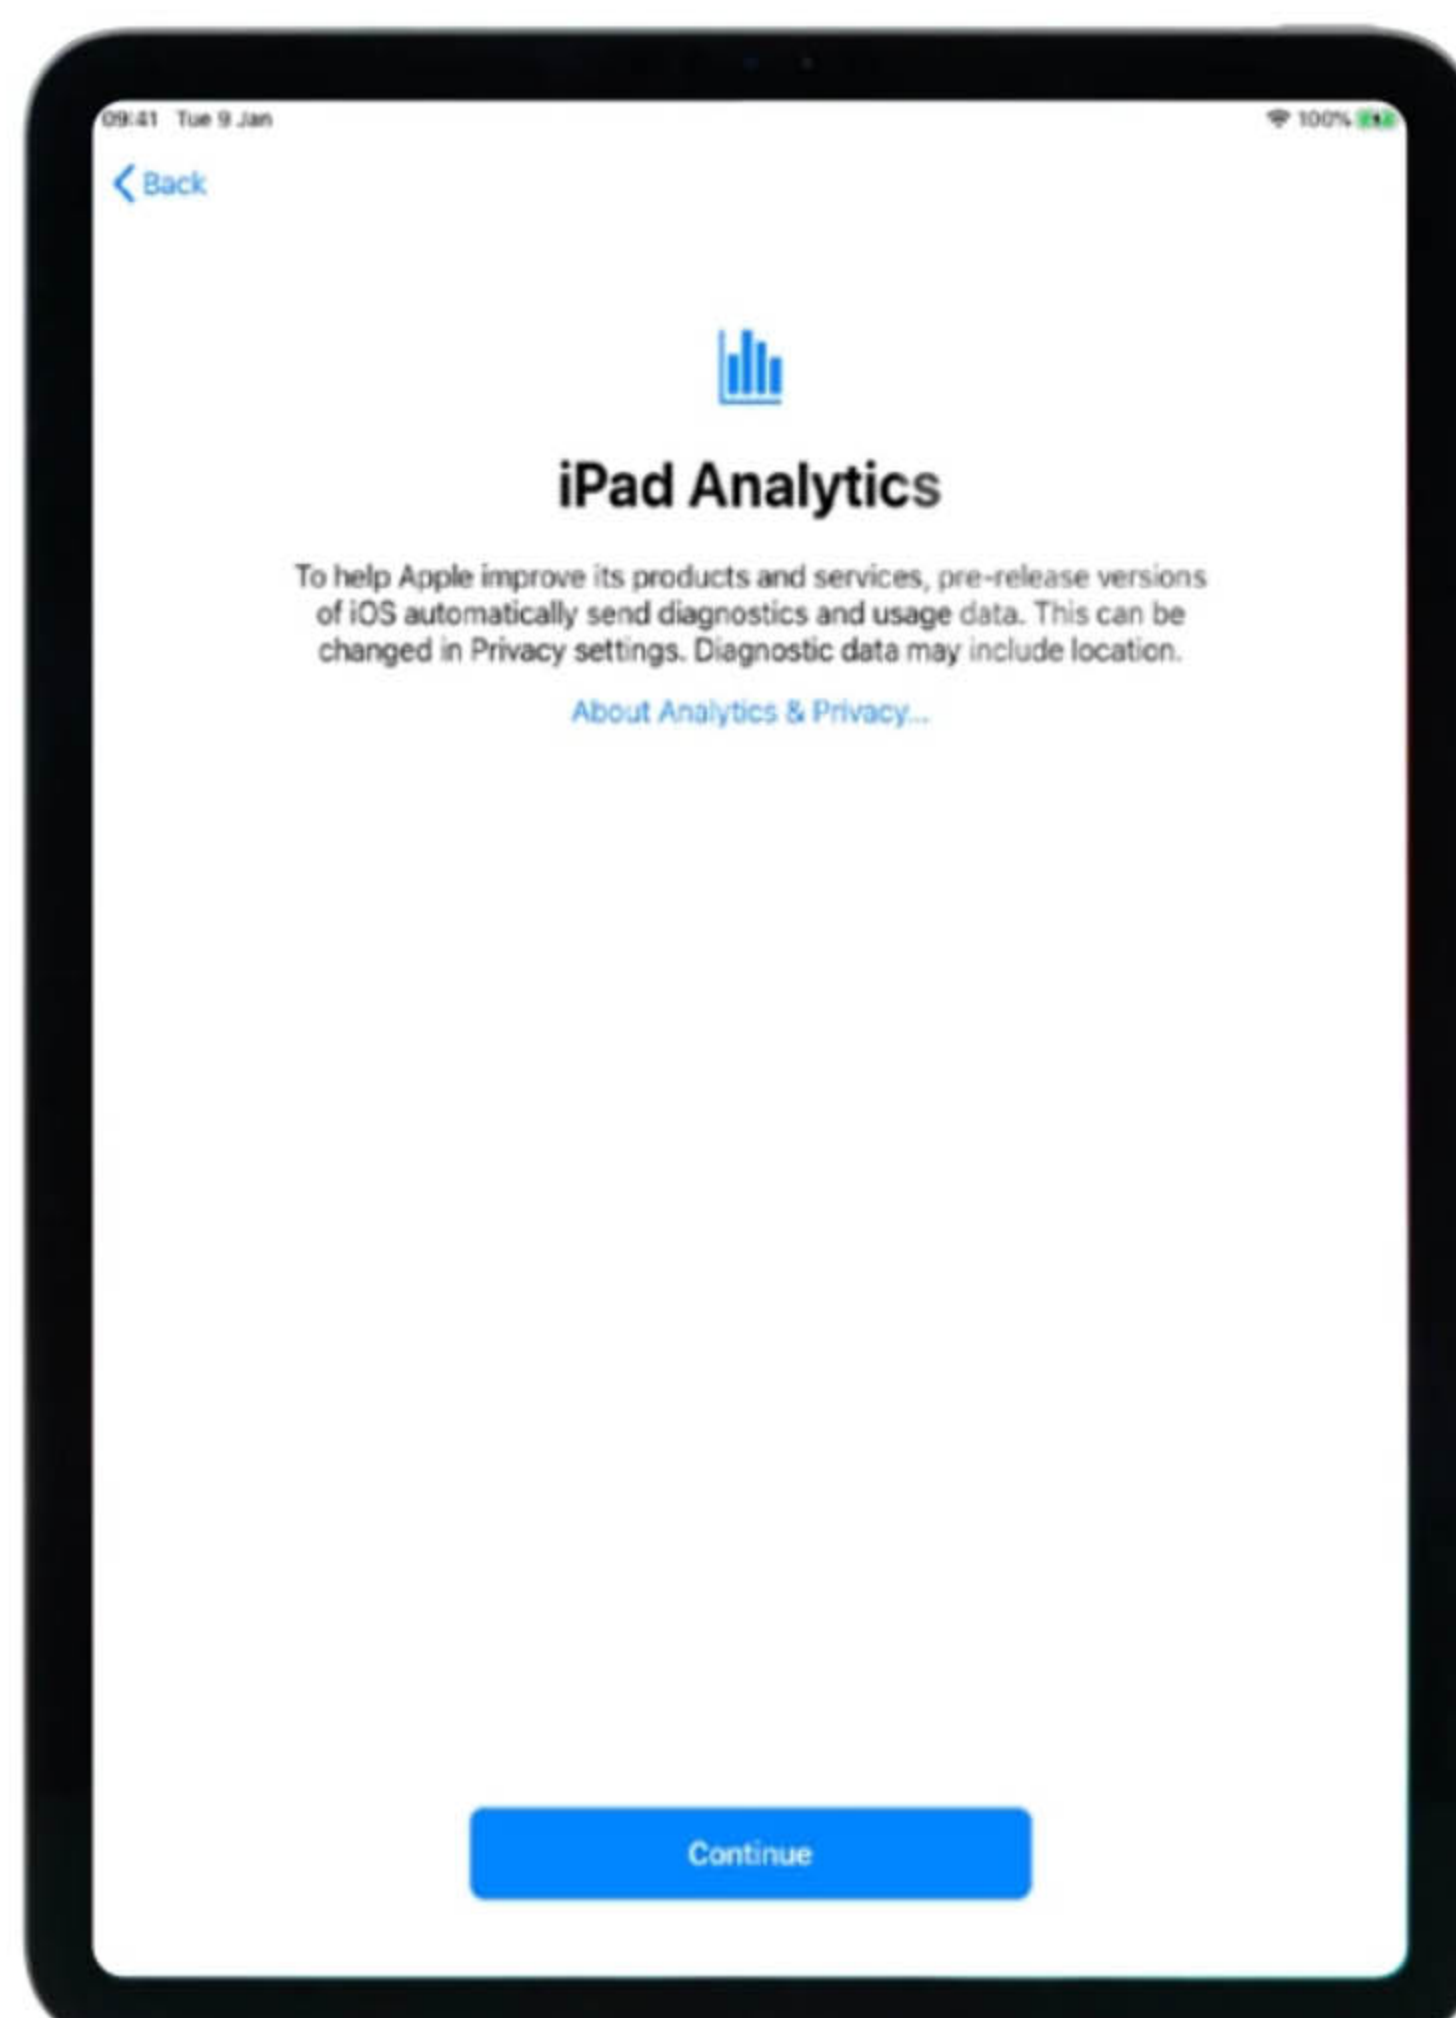 09:41 Tue 9 Jan
100%
Back
iPad Analytics
To help Apple improve its products and services, pre-release versions
of iOS automatically send diagnostics and usage data. This can be
changed in Privacy settings. Diagnostic data may include location.
About Analytics & Privacy...
Continue